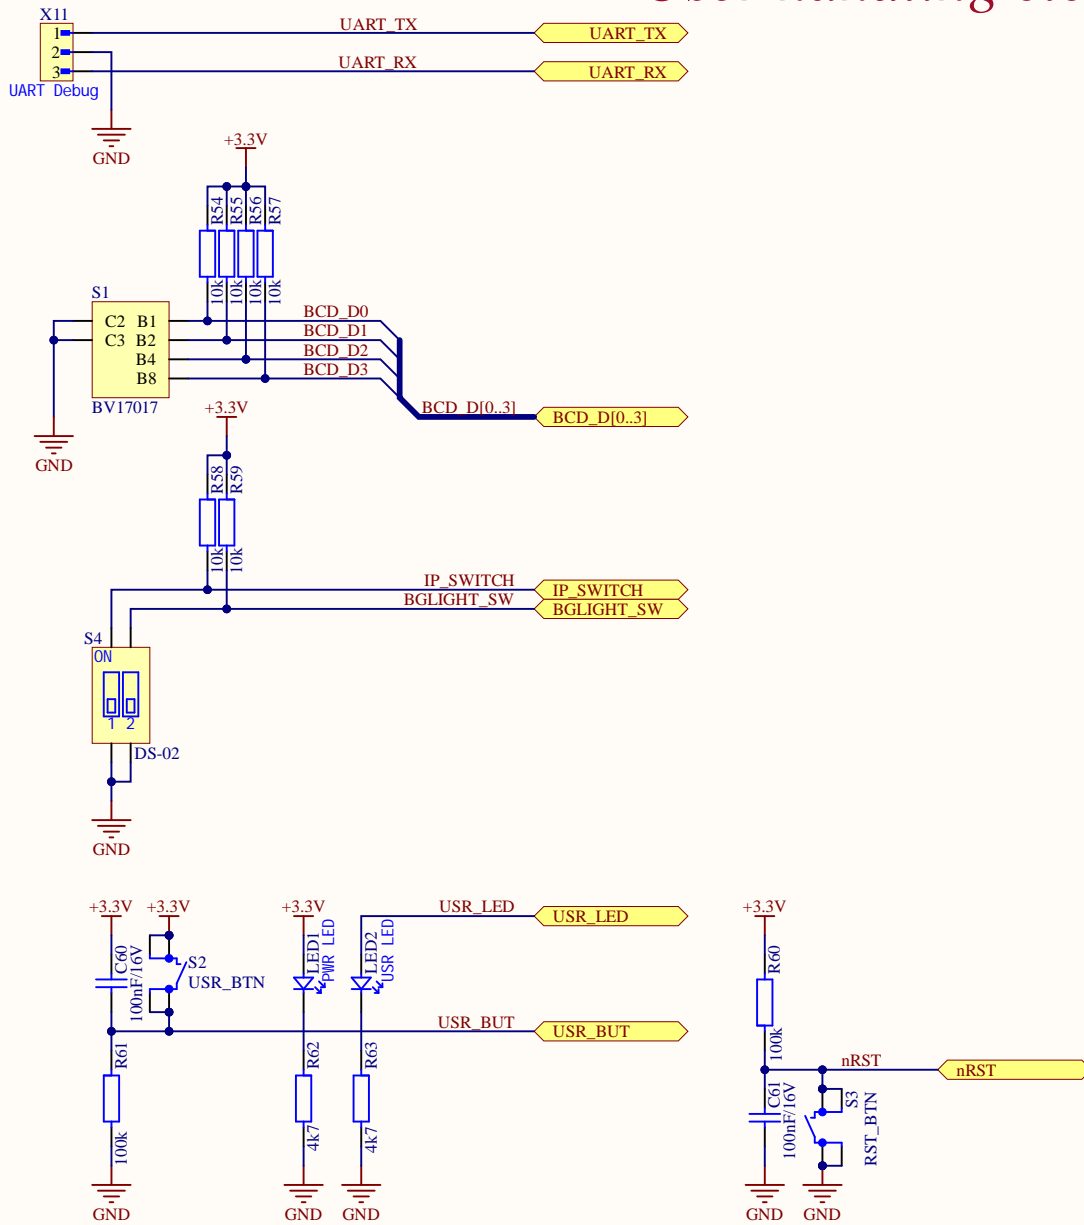 X11
1
2
3
UART Debug
UART_TX
UART_TX
UART_RX
UART_RX
GND
+3.3V
R54
R55
R56
R57
10k
10k
10k
10k
S1
C2 B1
C3 B2
B4
B8
BV17017
BCD_D0
BCD_D1
BCD_D2
BCD_D3
BCD_D[0..3]
BCD_D[0..3]
GND
+3.3V
R58
R59
10k
10k
IP_SWITCH
IP_SWITCH
BGLIGHT_SW
BGLIGHT_SW
S4
ON
1 2
DS-02
GND
+3.3V
+3.3V
C60
100nF/16V
S2
USR_BTN
R61
100k
GND
+3.3V
LED1
PWR LED
R62
4k7
GND
LED2
USR LED
R63
4k7
GND
USR_LED
USR_LED
USR_BUT
USR_BUT
+3.3V
R60
100k
nRST
nRST
C61
100nF/16V
S3
RST_BTN
GND
GND